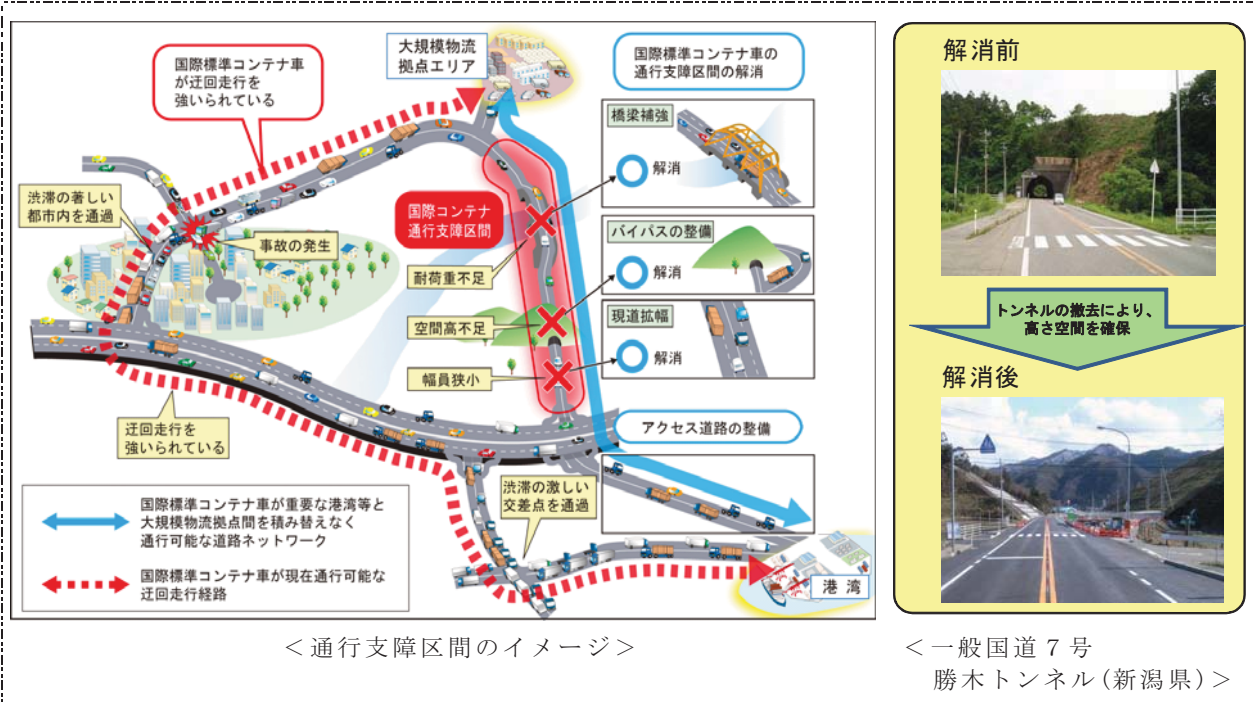 国際標準コンテナ車
が迂回走行を
強いられている
大規模物流
拠点エリア
国際標準コンテナ車の
通行支障区間の解消
橋梁補強
解消
渋滞の著しい
都市内を通過
事故の発生
国際コンテナ
通行支障区間
耐荷重不足
バイパスの整備
解消
空間高不足
現道拡幅
解消
幅員狭小
迂回走行を
強いられている
アクセス道路の整備
渋滞の激しい
交差点を通過
国際標準コンテナ車が重要な港湾等と
大規模物流拠点間を積み替えなく
通行可能な道路ネットワーク
国際標準コンテナ車が現在通行可能な
迂回走行経路
港湾
＜通行支障区間のイメージ＞
解消前
トンネルの撤去により、
高さ空間を確保
解消後
＜一般国道７号
勝木トンネル(新潟県)＞